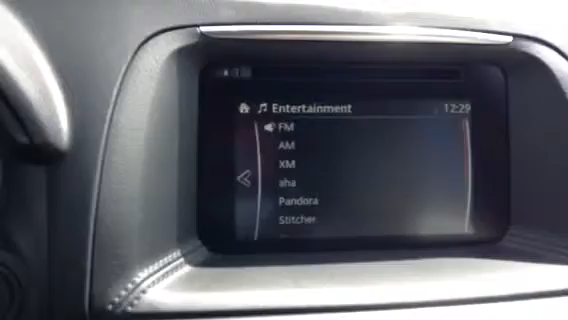 Entertainment 12:29
FM
AM
XM
aha
Pandora
Stitcher